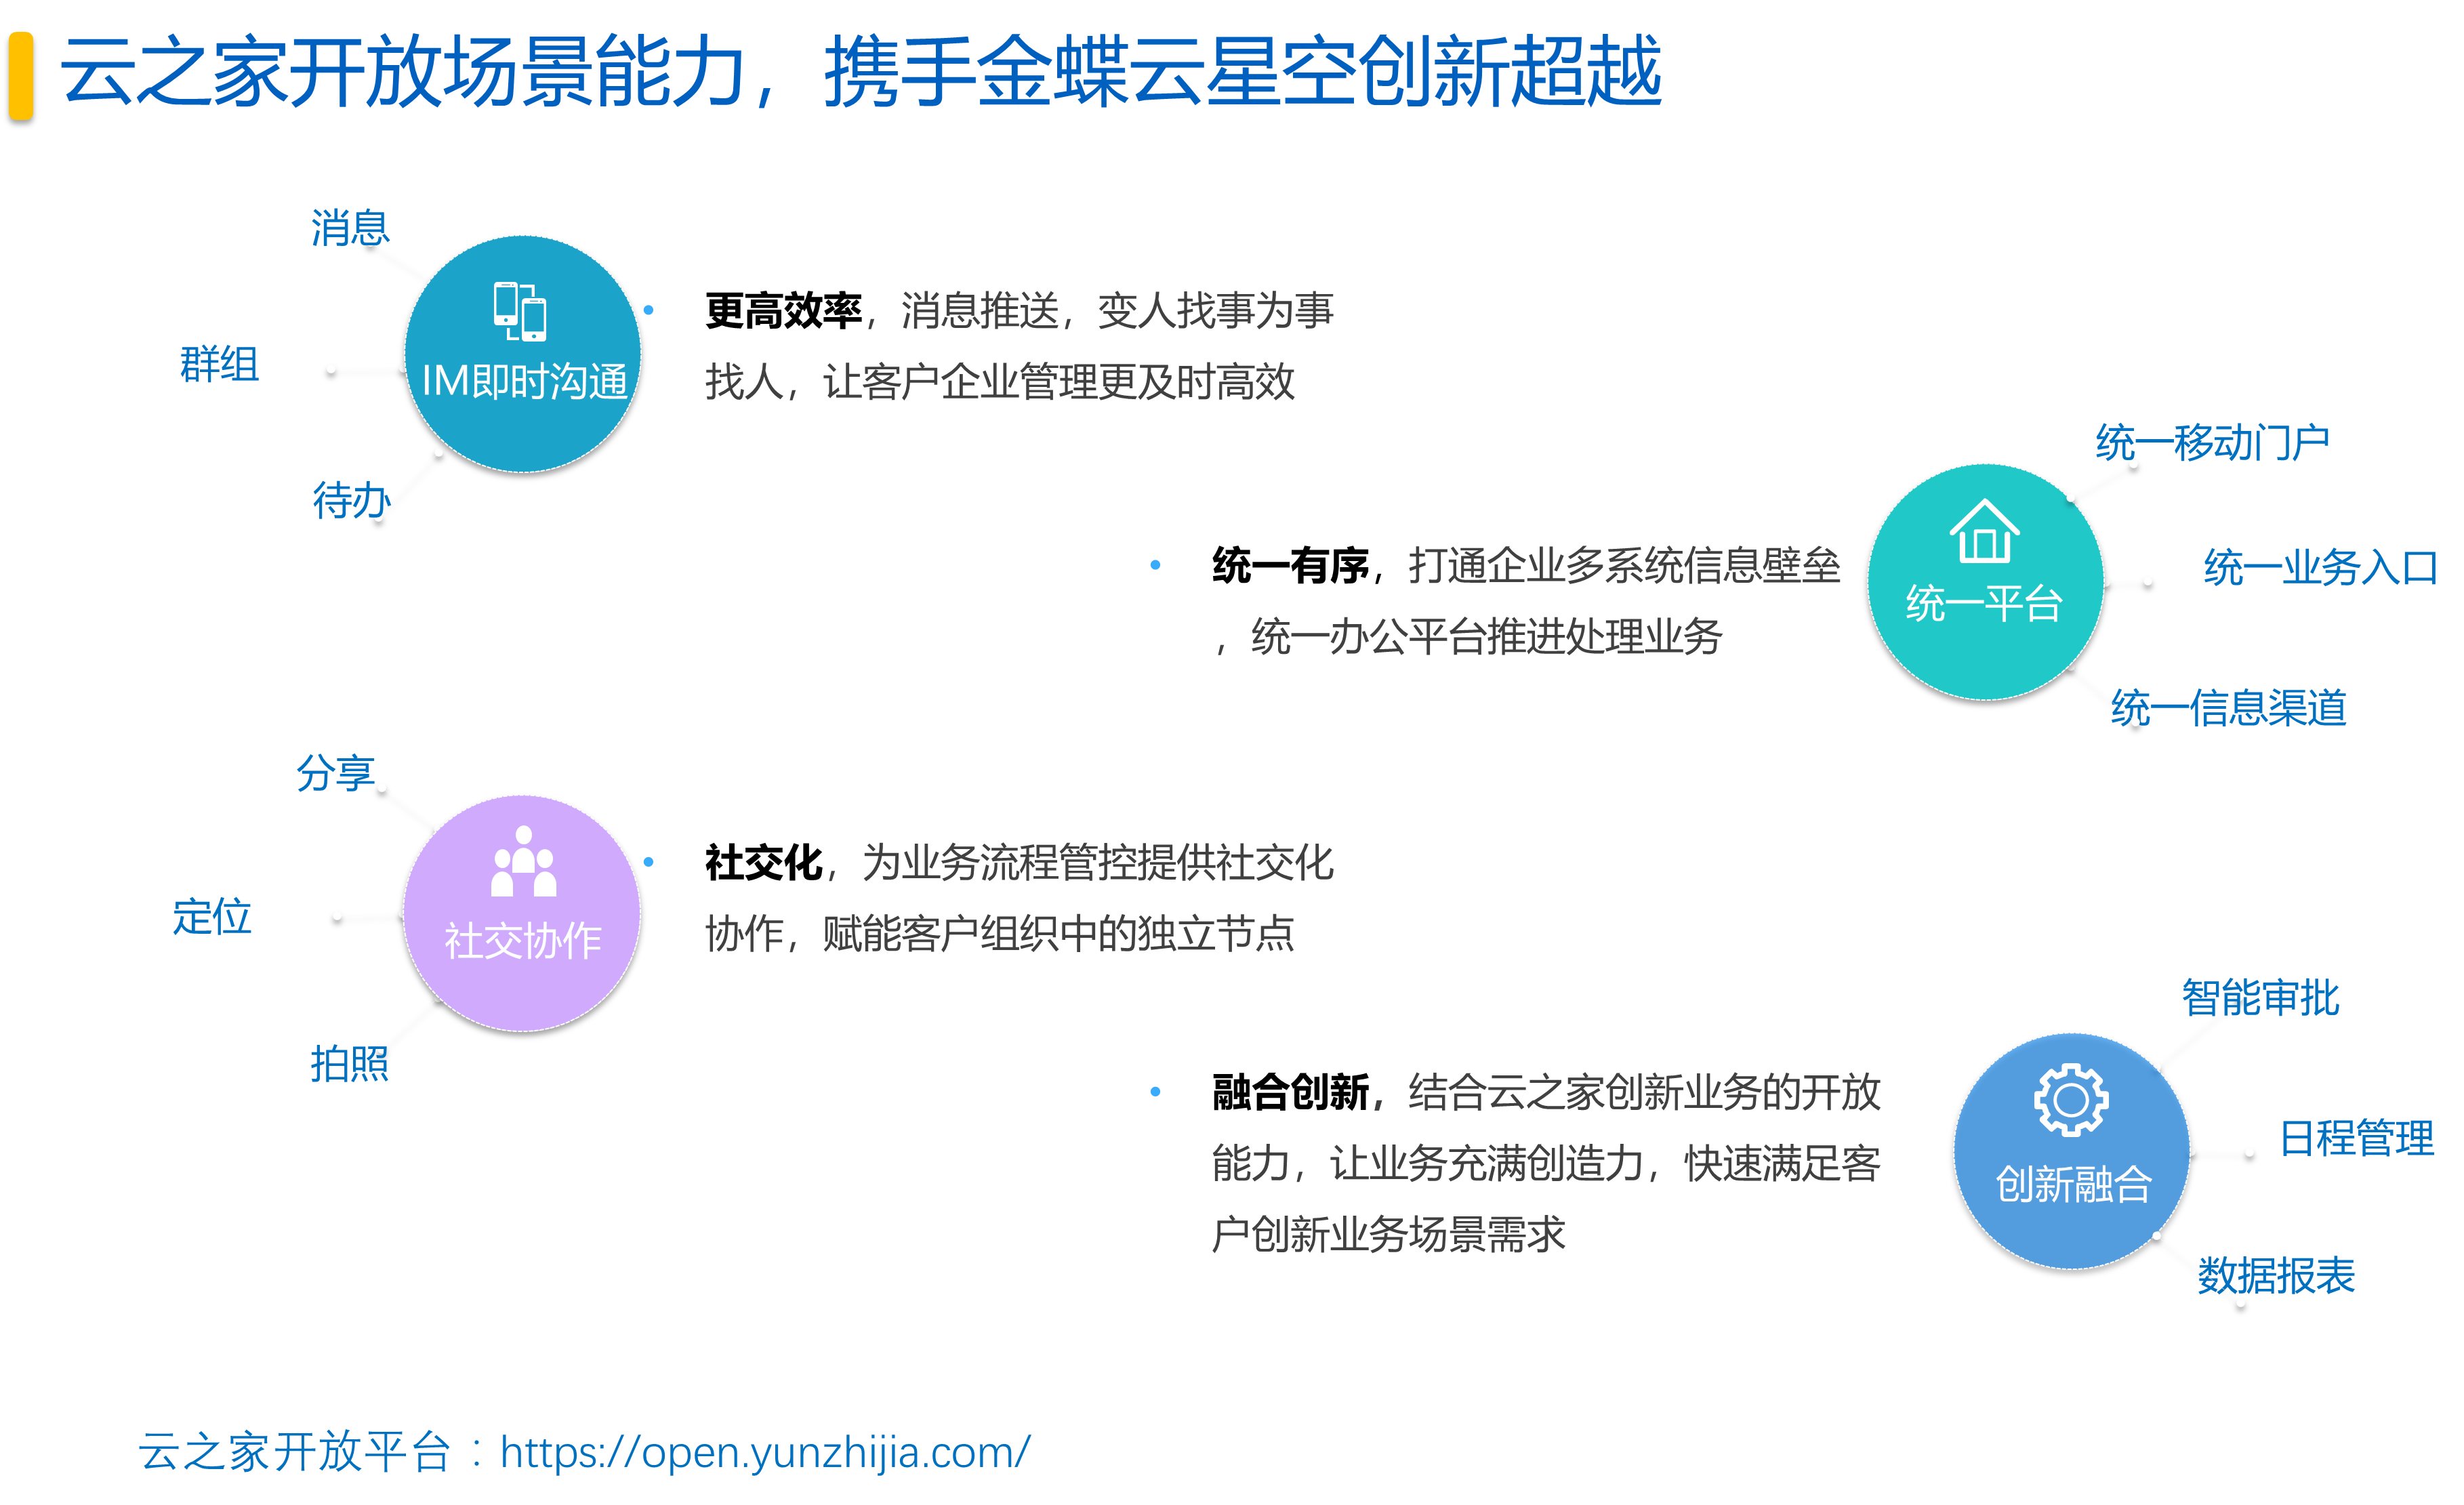 云之家开放场景能力，携手金蝶云星空创新超越
消息
群组
待办
IM即时沟通
• 更高效率，消息推送，变人找事为事
找人，让客户企业管理更及时高效
统一移动门户
统一业务入口
统一信息渠道
统一平台
• 统一有序，打通企业多系统信息壁垒
，统一办公平台推进处理业务
分享
定位
拍照
社交协作
• 社交化，为业务流程管控提供社交化
协作，赋能客户组织中的独立节点
智能审批
日程管理
数据报表
创新融合
• 融合创新，结合云之家创新业务的开放
能力，让业务充满创造力，快速满足客
户创新业务场景需求
云之家开放平台：https://open.yunzhijia.com/